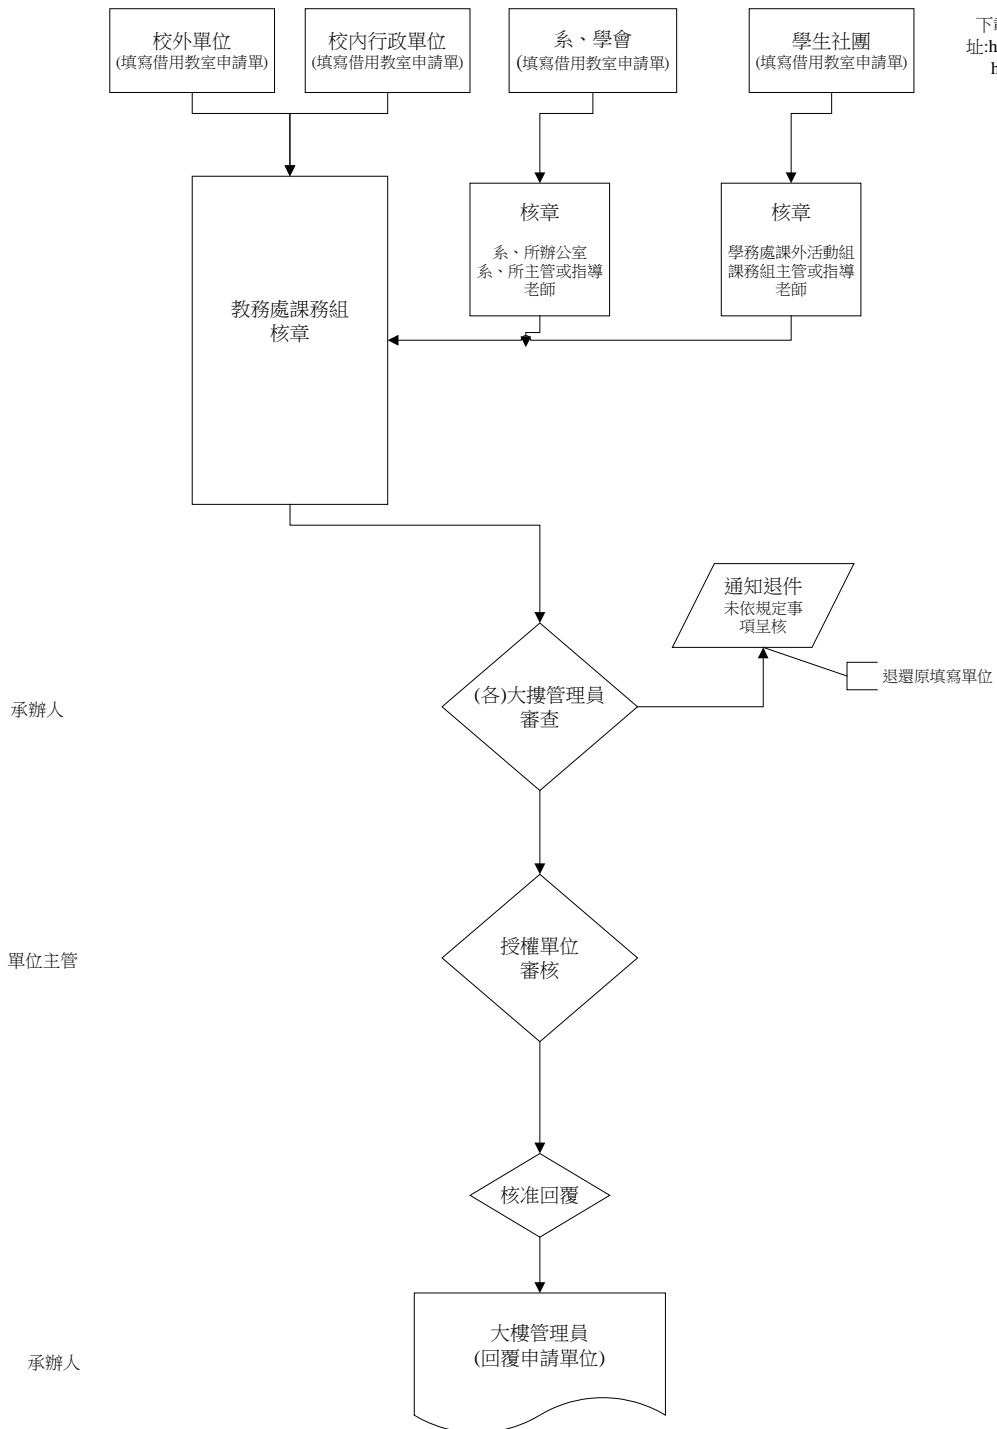 校外單位
(填寫借用教室申請單)
校內行政單位
(填寫借用教室申請單)
系、學會
(填寫借用教室申請單)
學生社團
(填寫借用教室申請單)
址:h
h
核章
系、所辦公室
系、所主管或指導
老師
核章
學務處課外活動組
課務組主管或指導
老師
教務處課務組
核章
通知退件
未依規定事
項呈核
退還原填寫單位
承辦人
(各)大摟管理員
審查
單位主管
授權單位
審核
核准回覆
承辦人
大樓管理員
(回覆申請單位)